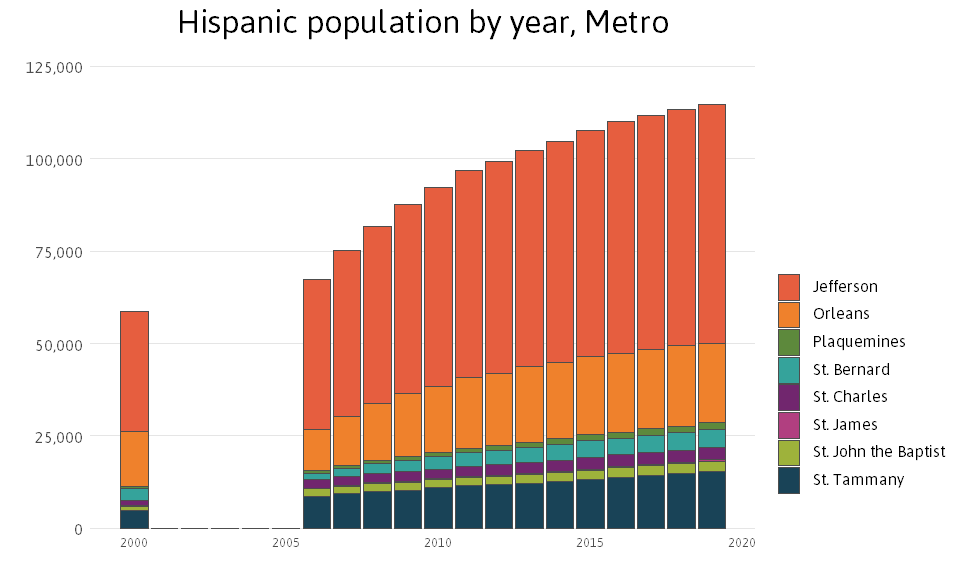 Hispanic population by year, Metro
125,000
100,000
75,000
50,000
25,000
0
2000 2005 2010 2015 2020
Jefferson
Orleans
Plaquemines
St. Bernard
St. Charles
St. James
St. John the Baptist
St. Tammany